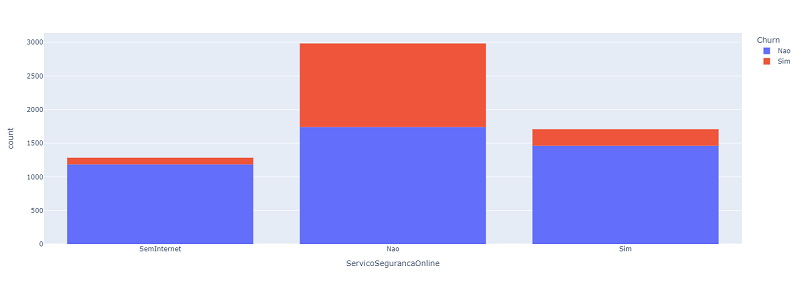 Churn
Nao
Sim
3000
2500
2000
1500
1000
500
0
count
SemInternet
Nao
Sim
ServicoSegurancaOnline